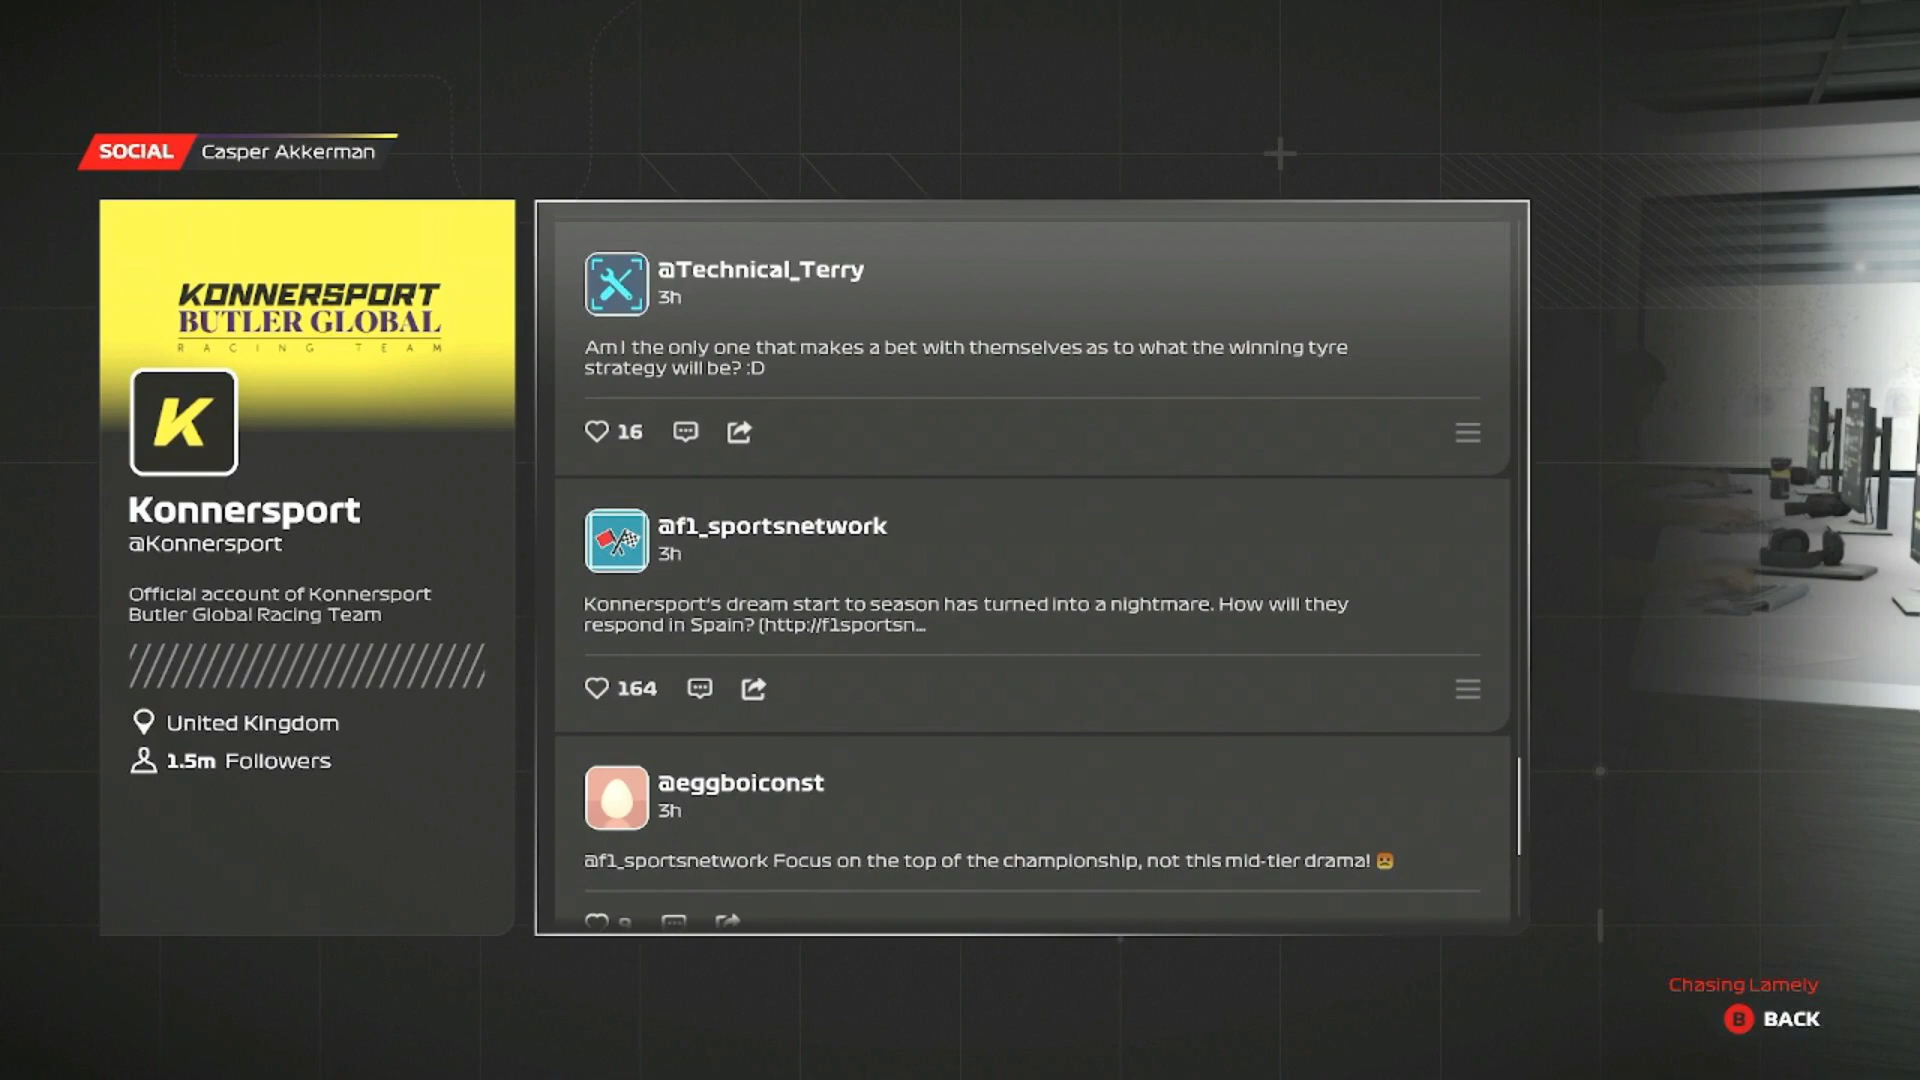 SOCIAL Casper Akkerman
KONNERSPORT
BUTLER GLOBAL
RACING TEAM
K
Konnersport
@Konnersport
Official account of Konnersport
Butler Global Racing Team
United Kingdom
1.5m Followers
@Technical_Terry
3h
Am I the only one that makes a bet with themselves as to what the winning tyre
strategy will be? :D
16
@f1_sportsnetwork
3h
Konnersport's dream start to season has turned into a nightmare. How will they
respond in Spain? (http://f1sportsn...
164
@eggboiconst
3h
@f1_sportsnetwork Focus on the top of the championship, not this mid-tier drama! 😡
Chasing Lamely
B BACK